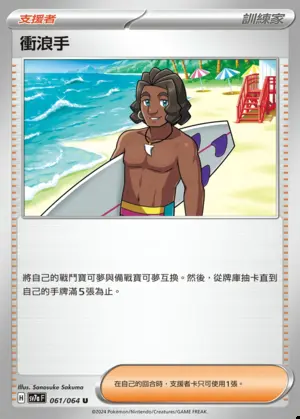 支援者
訓練家
衝浪手
將自己的戰鬥寶可夢與備戰寶可夢互換。然後，從牌庫抽卡直到
自己的手牌滿5張為止。
Illus. Sanosuke Sakuma
H SV7a F 061/064 U
在自己的回合時，支援者卡只可使用1張。
©2024 Pokémon/Nintendo/Creatures/GAME FREAK.